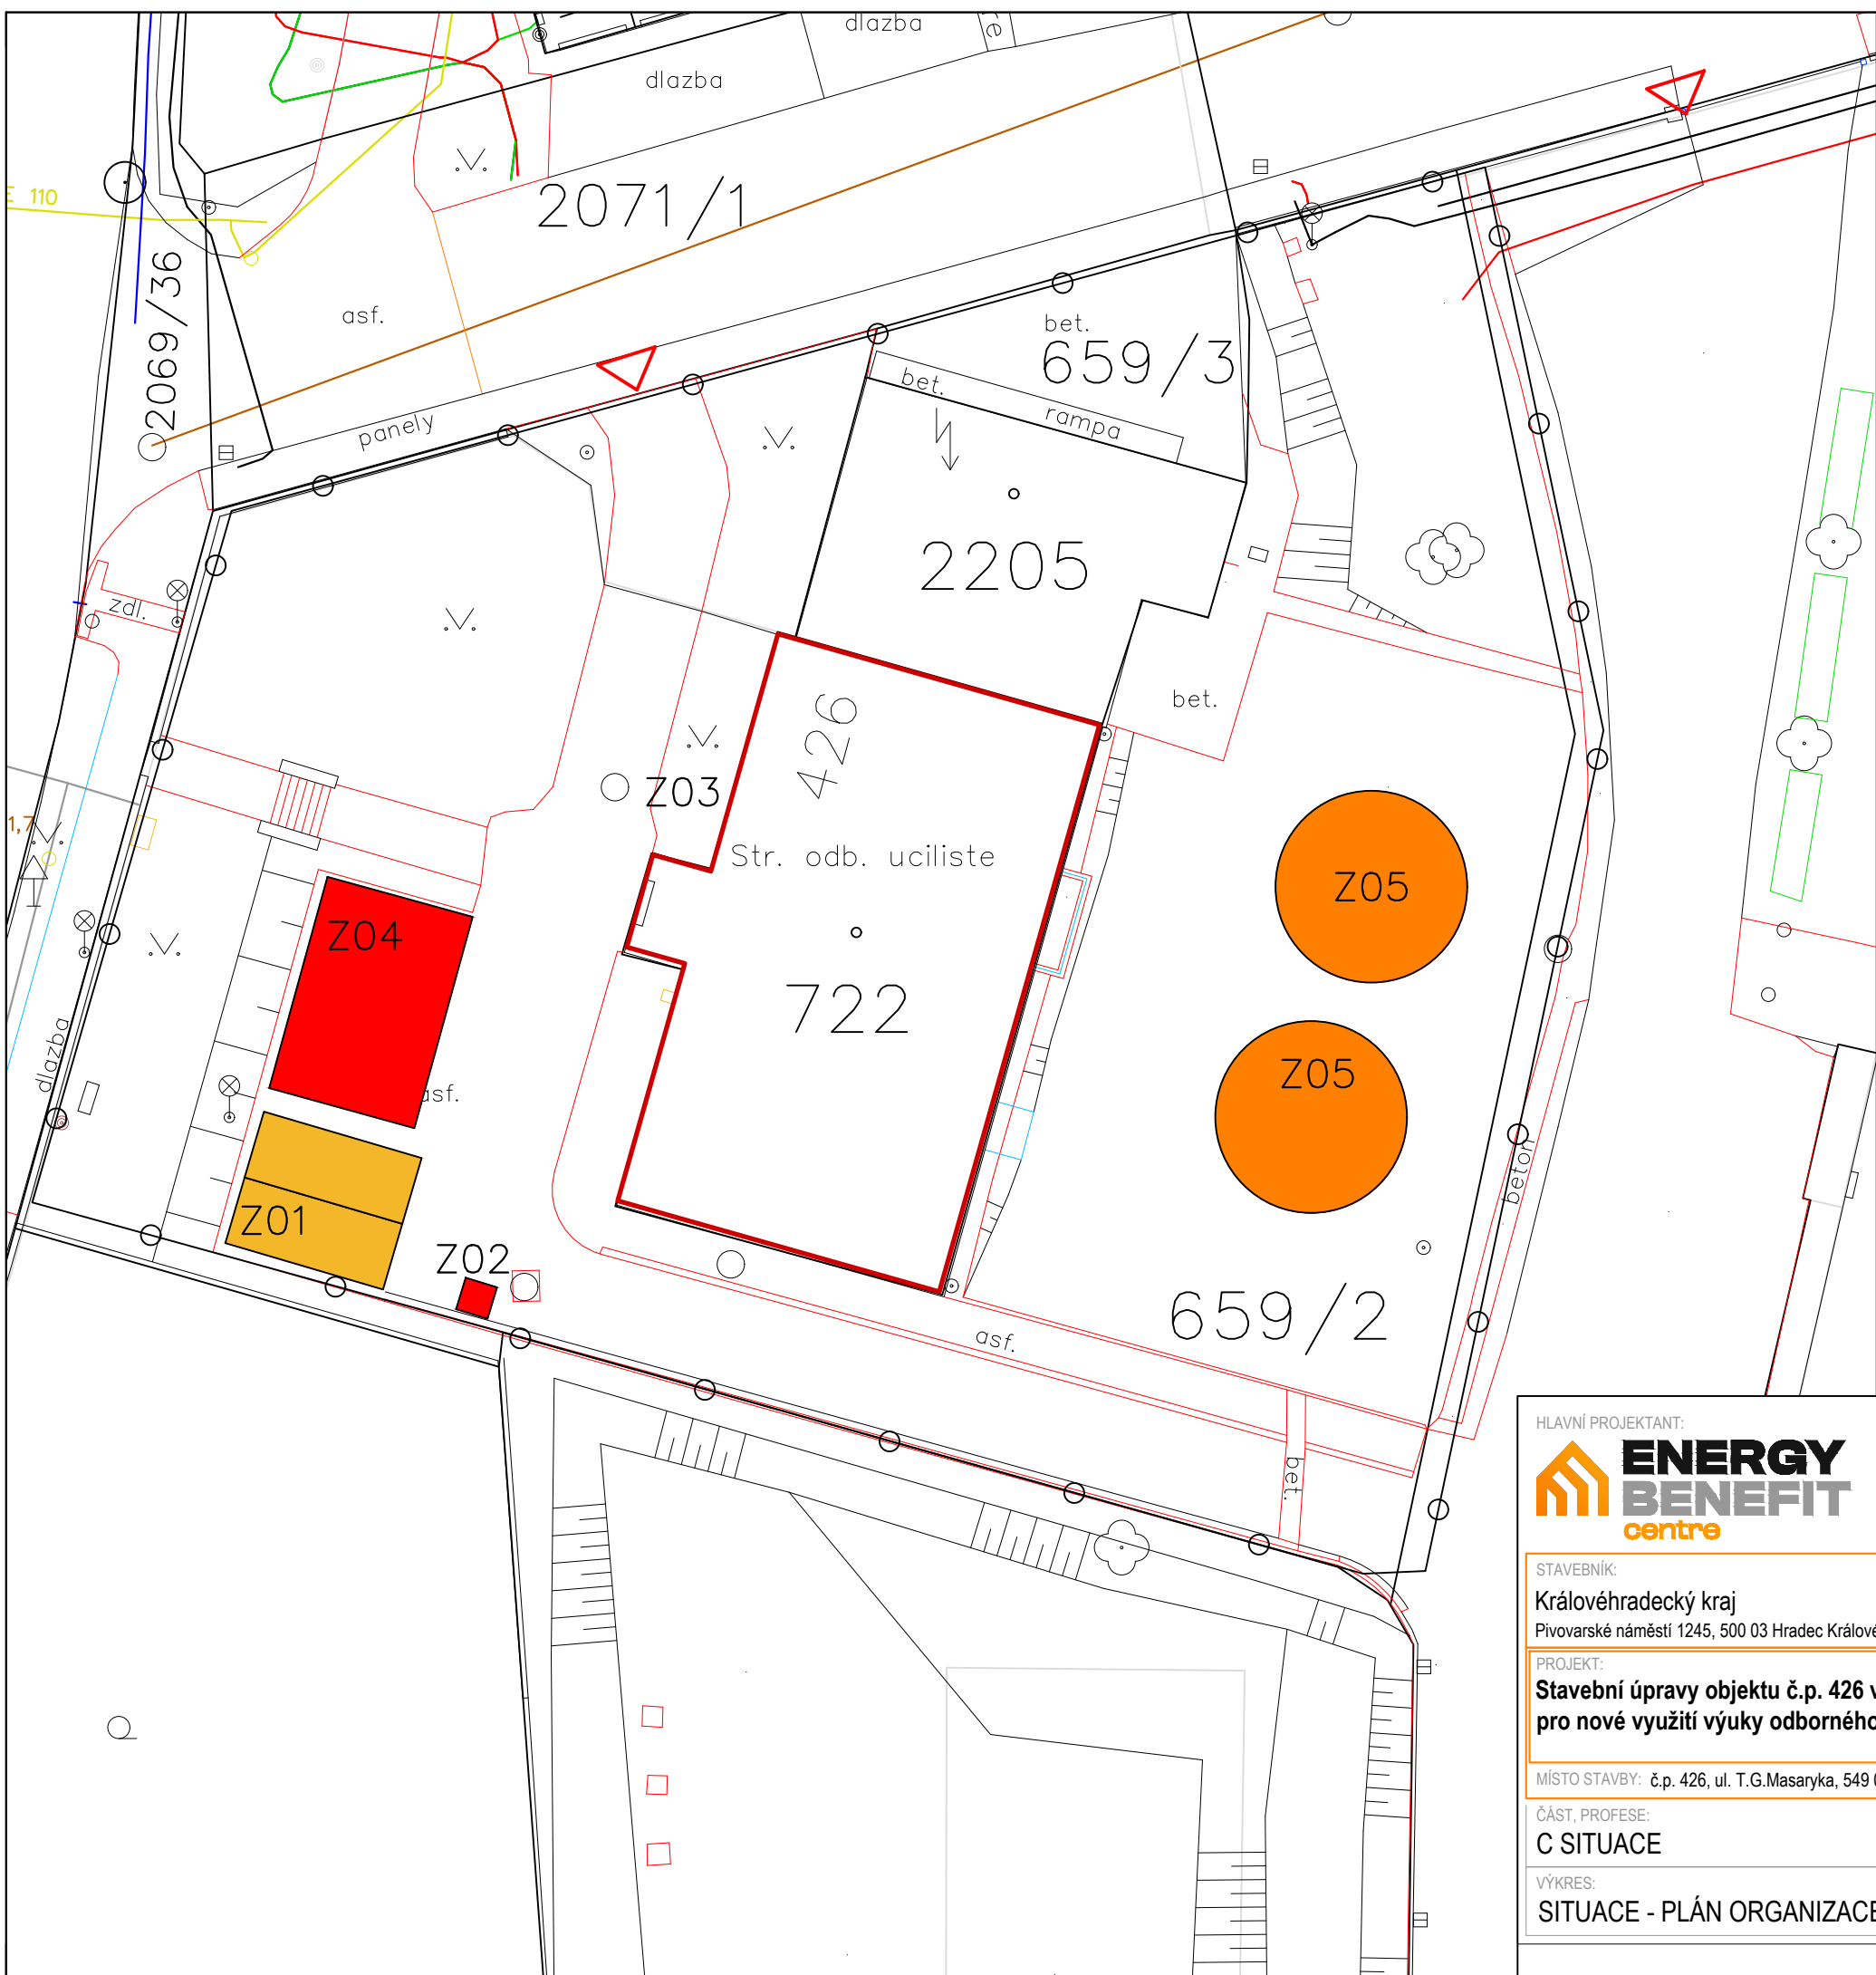 dlazba
re
dlazba
110
2071/1
2069/36
asf.
bet.
659/3
bet.
rampa
panely
2205
zdl.
bet.
426
Z03
1,7
Str. odb. uciliste
Z05
Z04
722
dlazba
Z05
asf.
beton
Z01
Z02
659/2
asf.
bet.
HLAVNÍ PROJEKTANT:
ENERGY
BENEFIT
centre
STAVEBNÍK:
Královéhradecký kraj
Pivovarské náměstí 1245, 500 03 Hradec Králové
PROJEKT:
Stavební úpravy objektu č.p. 426 v
pro nové využití výuky odborného
MÍSTO STAVBY: č.p. 426, ul. T.G.Masaryka, 549
ČÁST, PROFESE:
C SITUACE
VÝKRES:
SITUACE - PLÁN ORGANIZACE